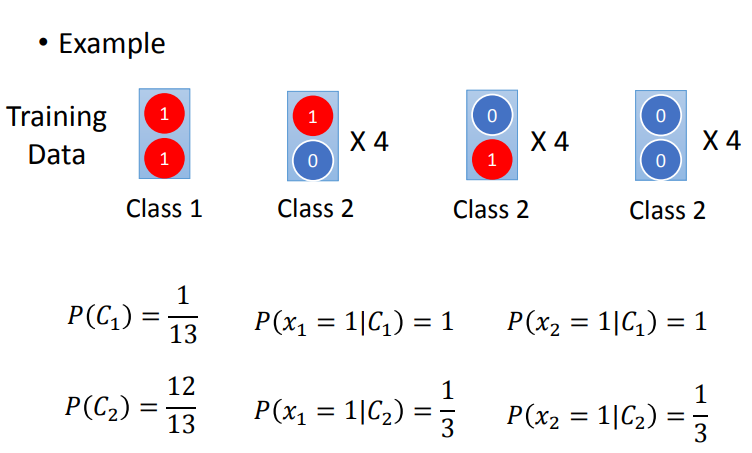 • Example
Training Data
1
1
1
0
X 4
0
1
X 4
0
0
X 4
Class 1
Class 2
Class 2
Class 2
P(C₁) = 1/13
P(x₁ = 1|C₁) = 1
P(x₂ = 1|C₁) = 1
P(C₂) = 12/13
P(x₁ = 1|C₂) = 1/3
P(x₂ = 1|C₂) = 1/3